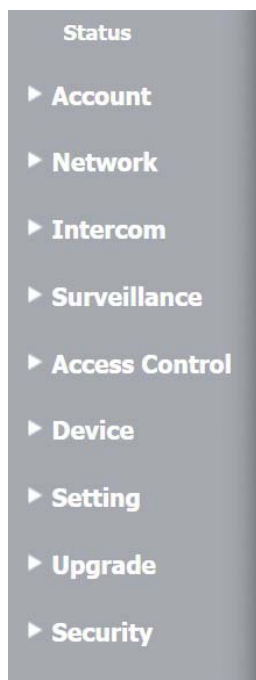 Status
Account
Network
Intercom
Surveillance
Access Control
Device
Setting
Upgrade
Security